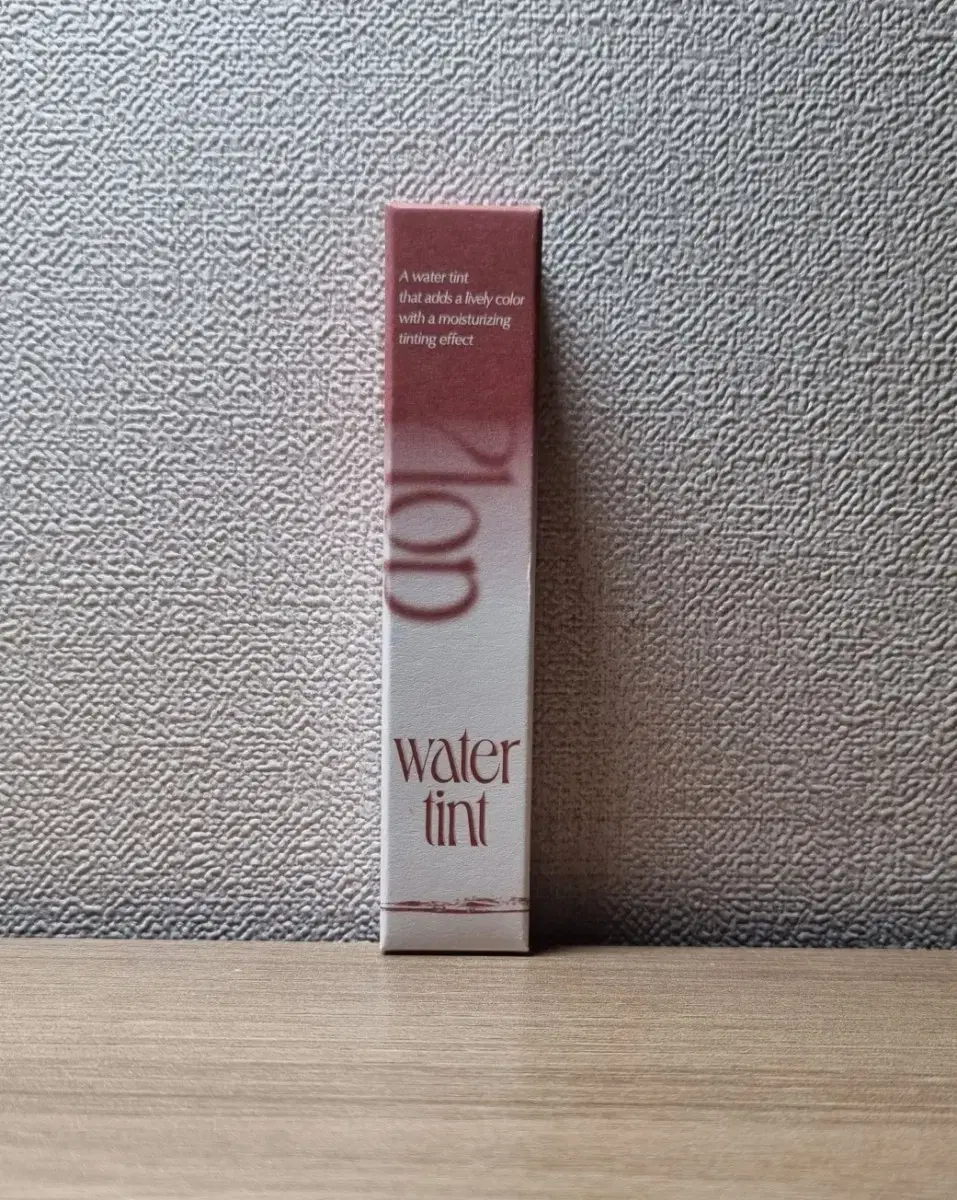 A water tint
that adds a lively color
with a moisturizing
tinting effect
water
tint